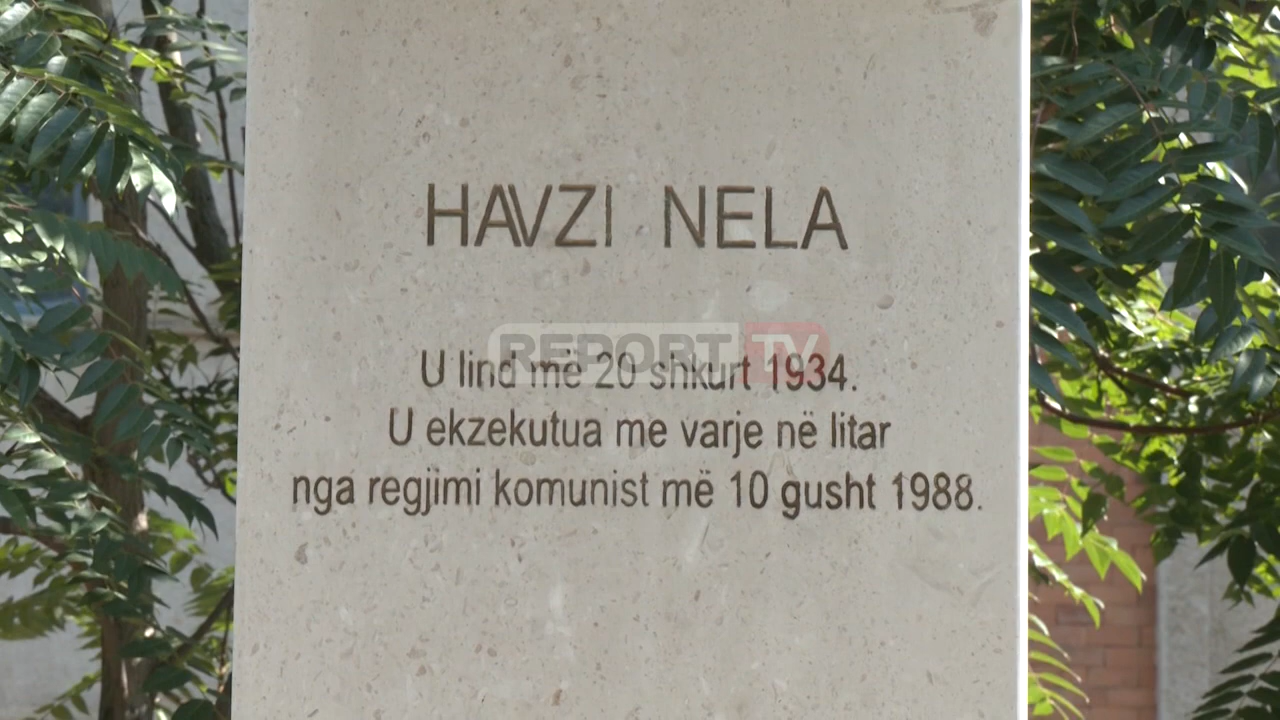 HAVZI NELA
REPORT TV
U lind më 20 shkurt 1934.
U ekzekutua me varje në litar
nga regjimi komunist më 10 gusht 1988.